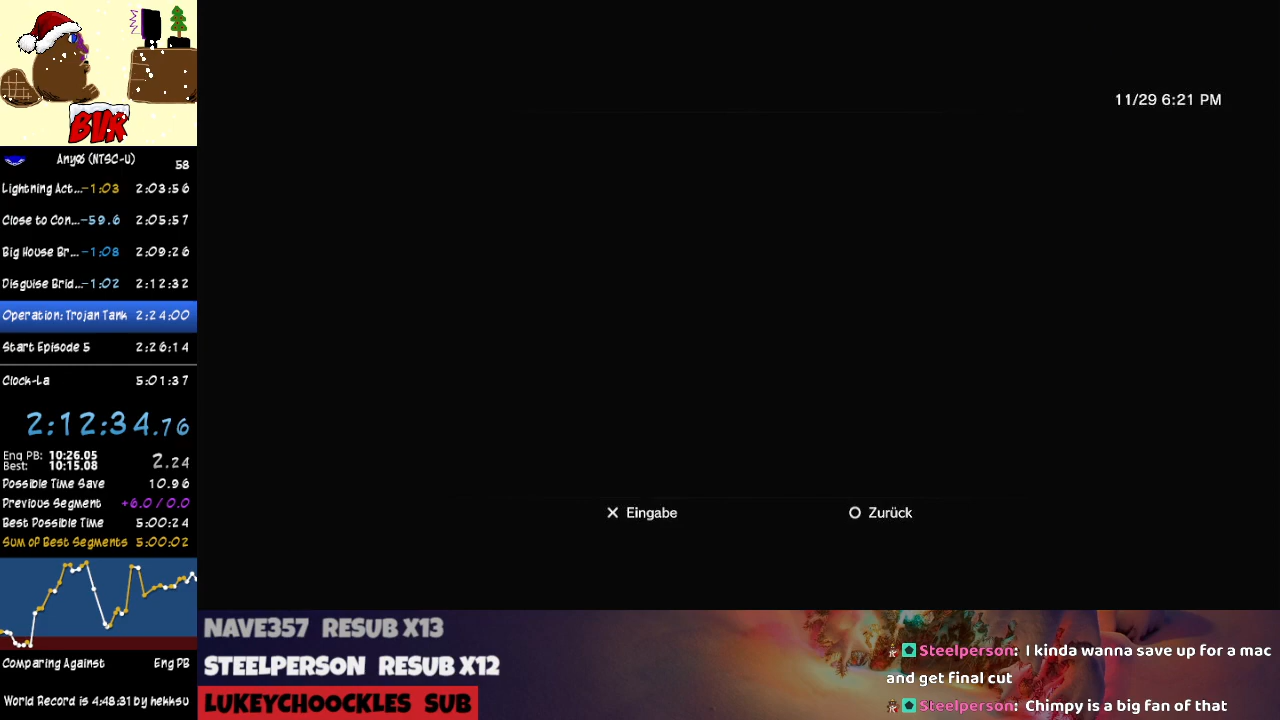 BVR
11/29 6:21 PM
Any% (NTSC-U)
58
Lightning Act... -1:03 2:03:56
Close to Con... -59.6 2:05:57
Big House Br... -1:08 2:09:26
Disguise Brid... -1:02 2:12:32
Operation: Trojan Tank 2:24:00
Start Episode 5 2:26:14
Clock-La 5:01:37
2:12:34.76
Eng PB: 10:26.05
Best: 10:15.08
2.24
Possible Time Save 10.96
Previous Segment +6.0 / 0.0
Best Possible Time 5:00:24
Sum of Best Segments 5:00:02
Comparing Against Eng PB
World Record is 4:48:31 by hekksu
Eingabe
Zurück
NAVE357 RESUB X13
STEELPERSON RESUB X12
LUKEYCHOOCKLES SUB
Steelperson: I kinda wanna save up for a mac
and get final cut
Steelperson: Chimpy is a big fan of that